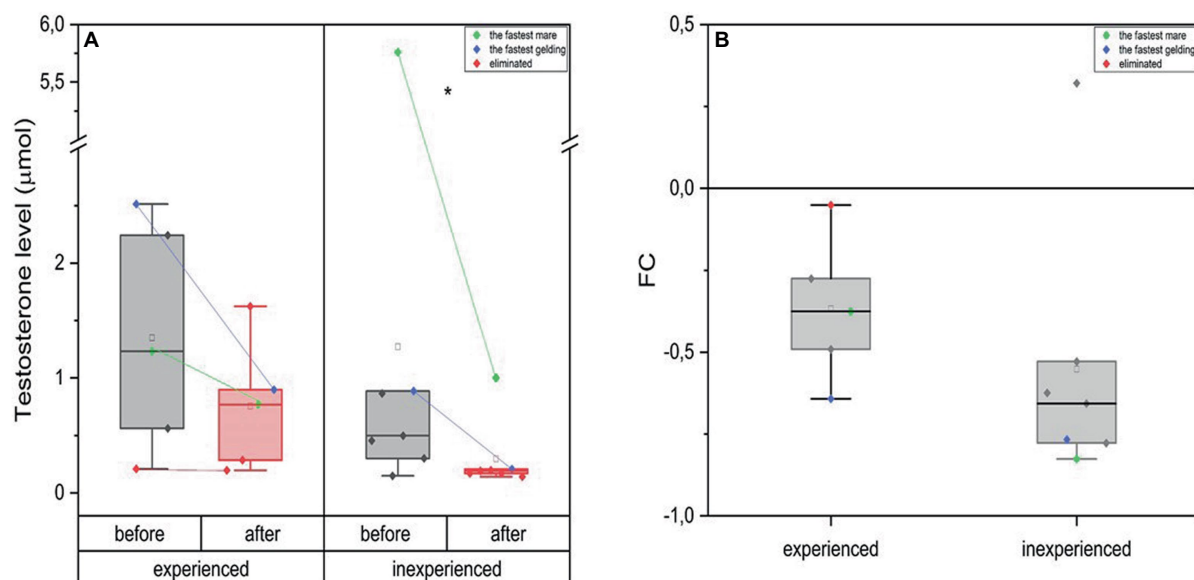 A
the fastest mare
the fastest gelding
eliminated
6,0
5,5
2
1
0
Testosterone level (μmol)
*
before after before after
experienced inexperienced
B
the fastest mare
the fastest gelding
eliminated
0,5
0,0
-0,5
-1,0
FC
experienced inexperienced